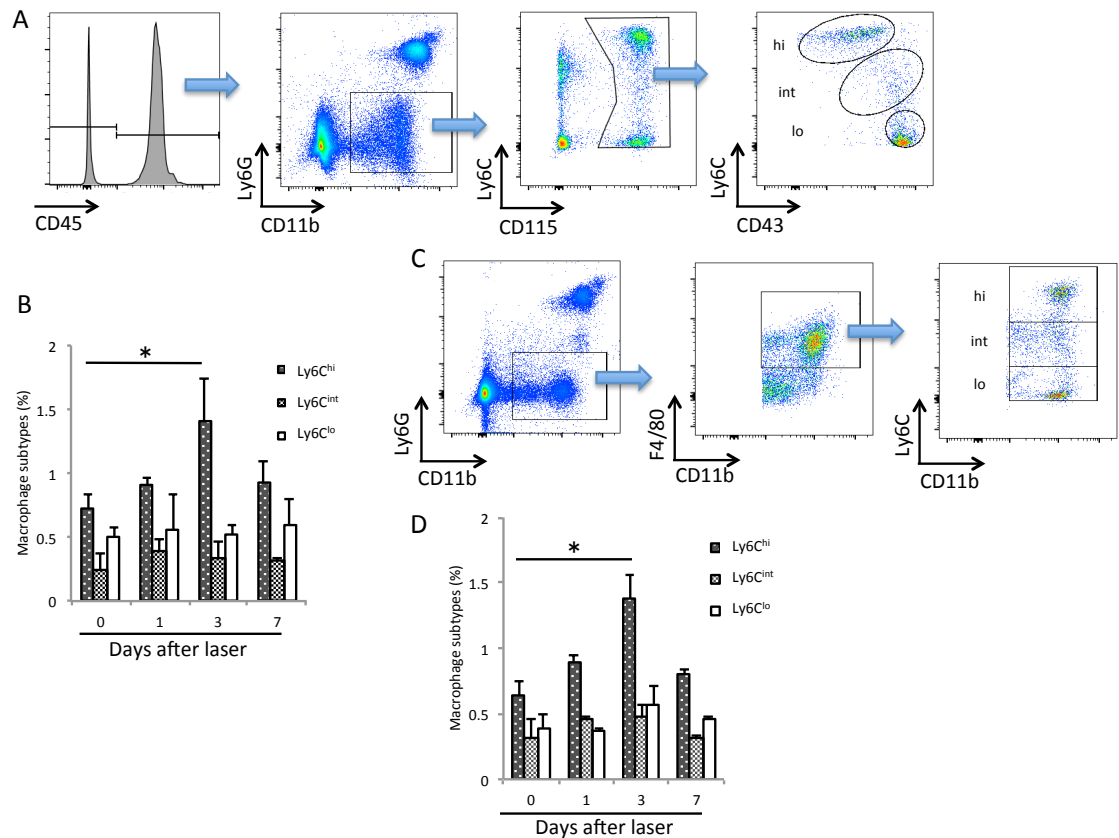 A
CD45
Ly6G
CD11b
Ly6C
CD115
hi
int
lo
Ly6C
CD43
B
Macrophage subtypes (%)
2
1.5
1
0.5
0
*
Ly6Chi
Ly6Cint
Ly6Clo
0 1 3 7
Days after laser
C
Ly6G
CD11b
F4/80
CD11b
hi
int
lo
Ly6C
CD11b
D
Macrophage subtypes (%)
2
1.5
1
0.5
0
*
Ly6Chi
Ly6Cint
Ly6Clo
0 1 3 7
Days after laser